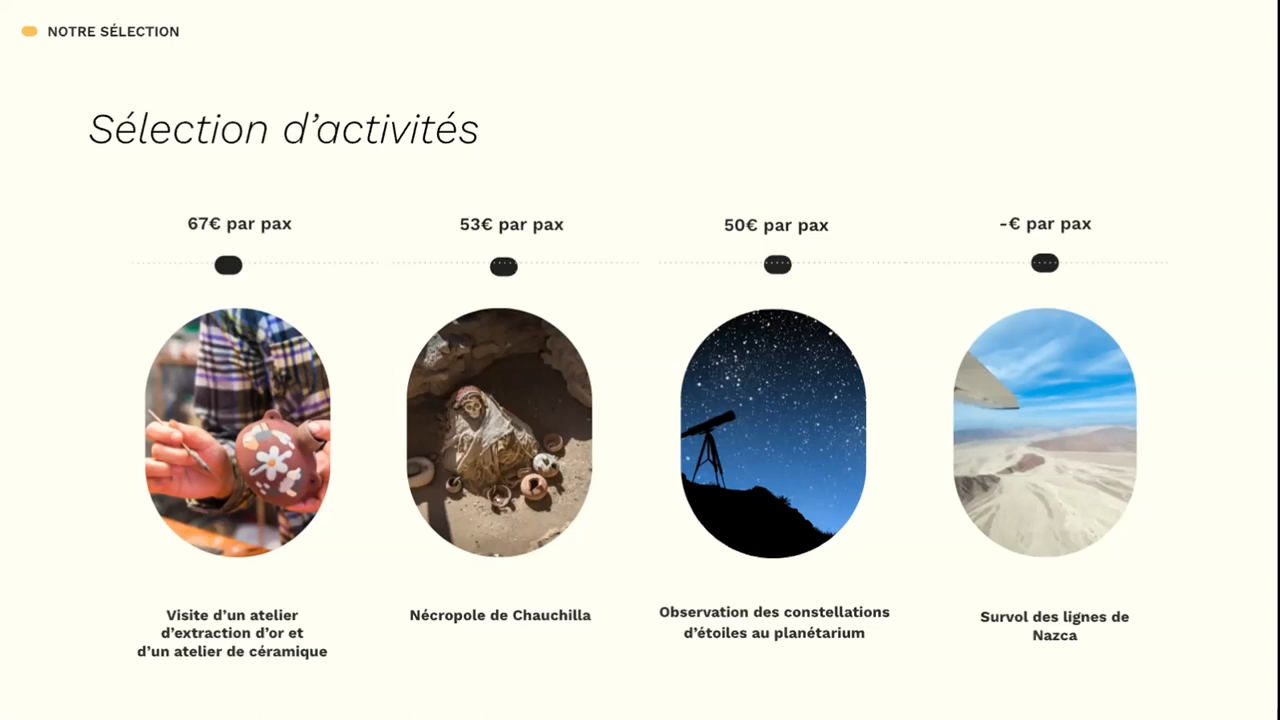 NOTRE SÉLECTION
Sélection d’activités
67€ par pax
53€ par pax
50€ par pax
-€ par pax
Visite d’un atelier
d’extraction d’or et
d’un atelier de céramique
Nécropole de Chauchilla
Observation des constellations
d’étoiles au planétarium
Survol des lignes de
Nazca